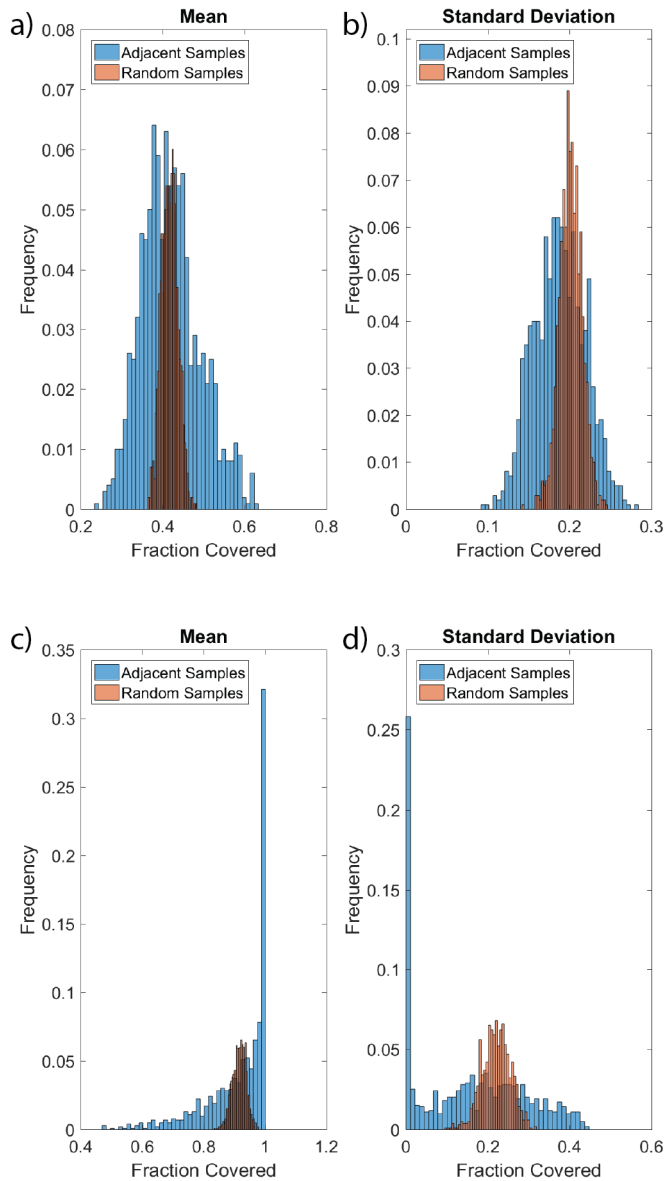 a)
Mean
0.08
0.07
0.06
0.05
0.04
0.03
0.02
0.01
0
Frequency
Adjacent Samples
Random Samples
0.2 0.4 0.6 0.8
Fraction Covered
b)
Standard Deviation
0.1
0.09
0.08
0.07
0.06
0.05
0.04
0.03
0.02
0.01
0
Frequency
Adjacent Samples
Random Samples
0 0.1 0.2 0.3
Fraction Covered
c)
Mean
0.35
0.3
0.25
0.2
0.15
0.1
0.05
0
Frequency
Adjacent Samples
Random Samples
0.4 0.6 0.8 1 1.2
Fraction Covered
d)
Standard Deviation
0.3
0.25
0.2
0.15
0.1
0.05
0
Frequency
Adjacent Samples
Random Samples
0 0.2 0.4 0.6
Fraction Covered